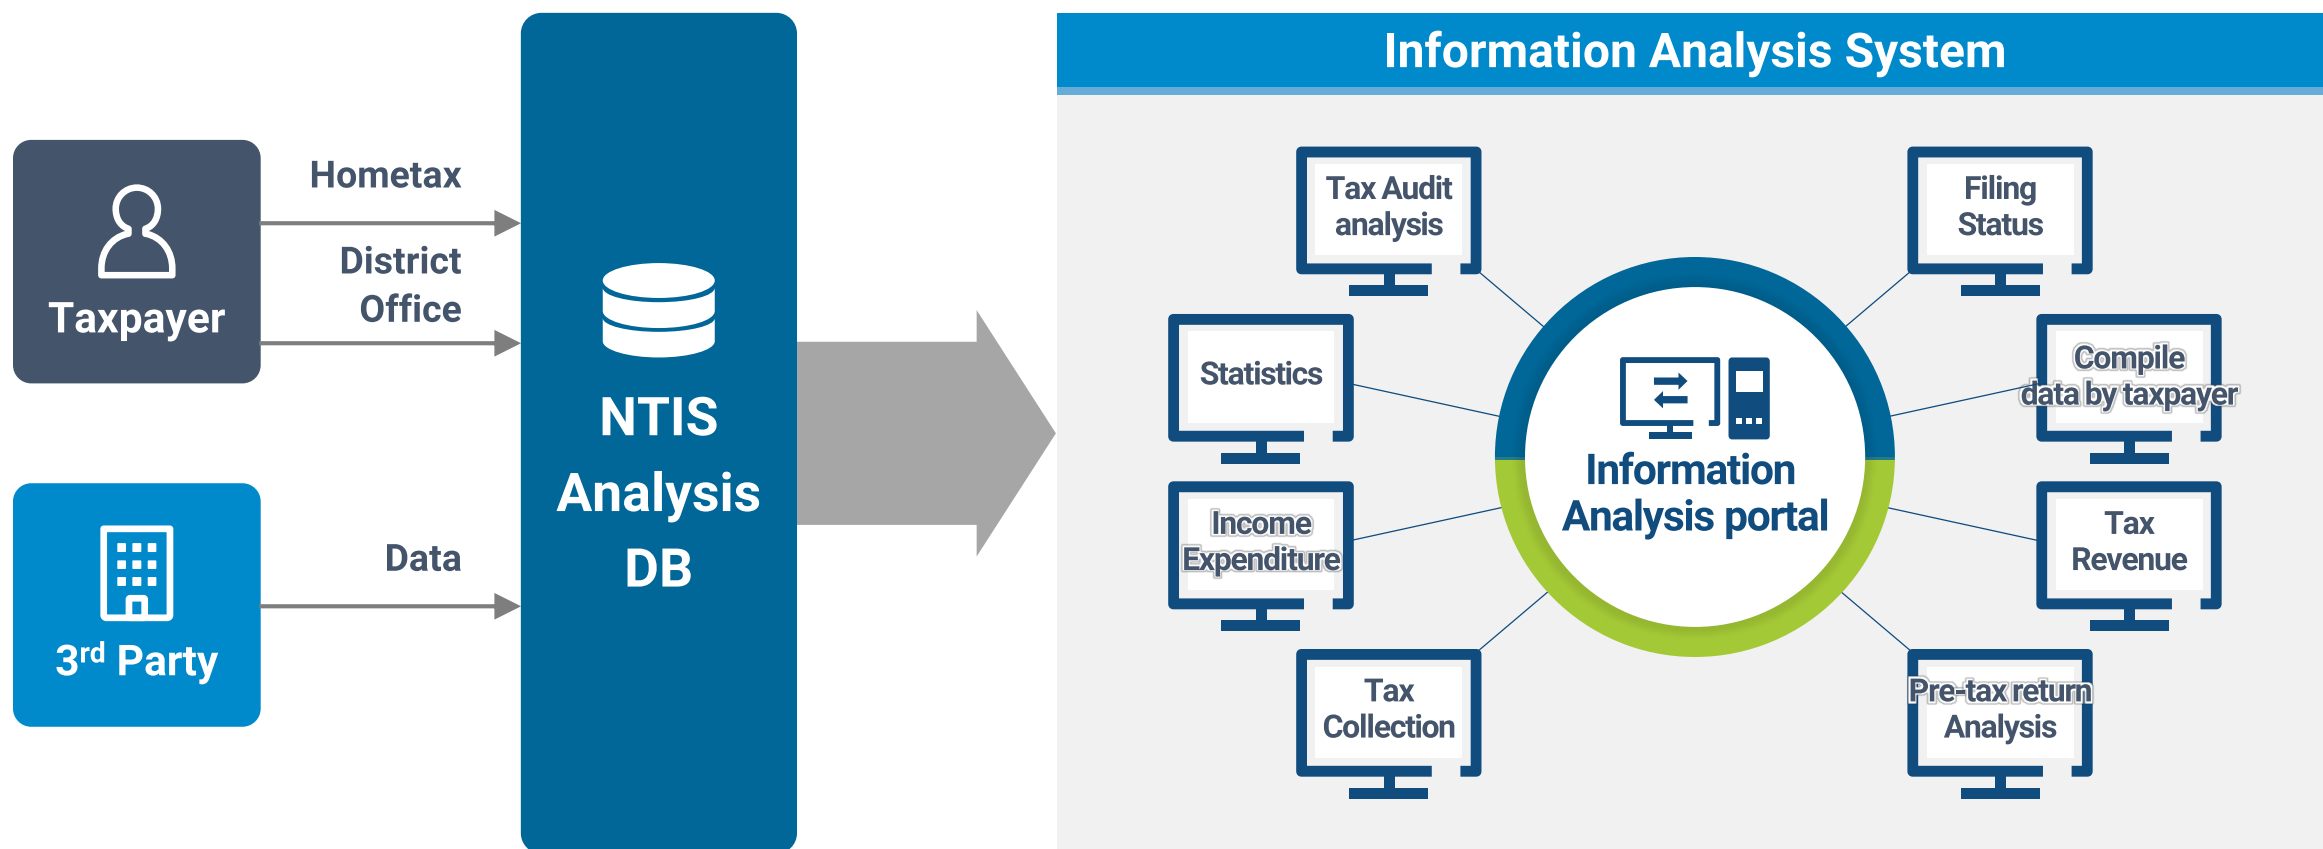 Information Analysis System
Hometax
District
Office
Taxpayer
Data
3rd Party
NTIS
Analysis
DB
Tax Audit
analysis
Filing
Status
Statistics
Compile
data by taxpayer
Information
Analysis portal
Income
Expenditure
Tax
Revenue
Tax
Collection
Pre-tax return
Analysis